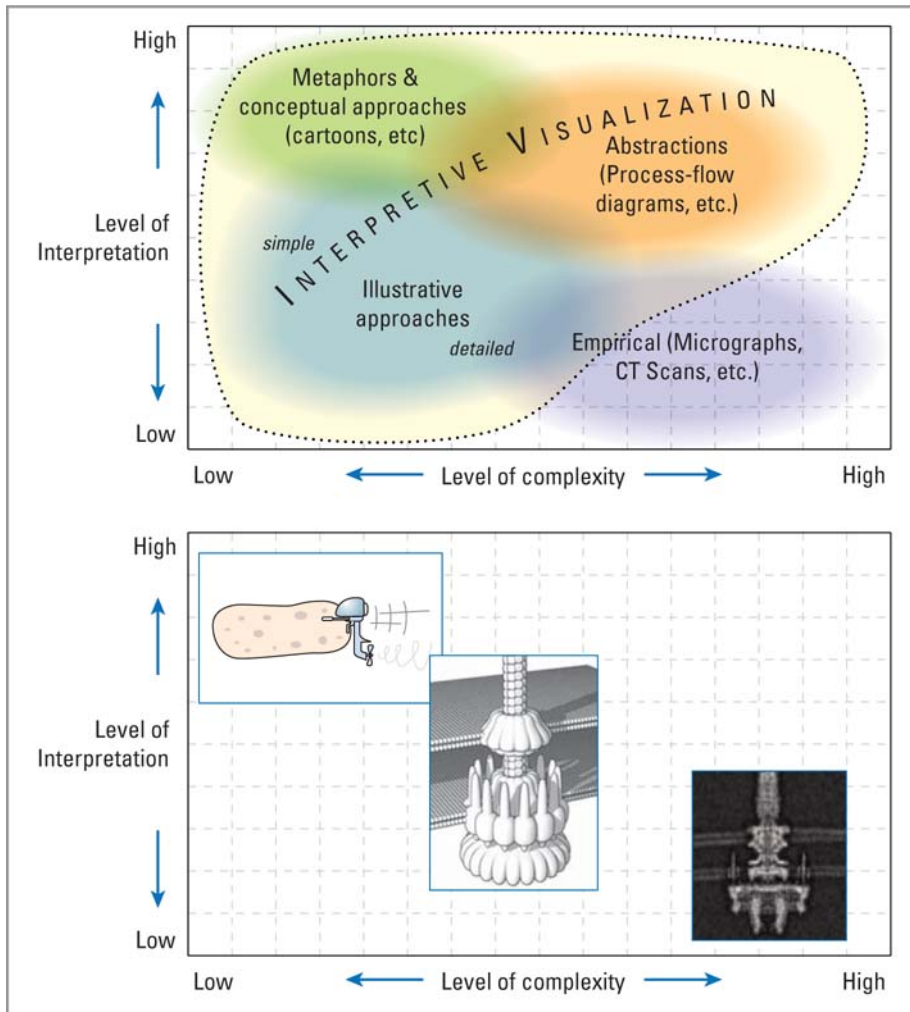 High
Metaphors &
conceptual approaches
(cartoons, etc)
INTERPRETIVE VISUALIZATION
Abstractions
(Process-flow
diagrams, etc.)
Level of
Interpretation
simple
Illustrative
approaches
detailed
Empirical (Micrographs,
CT Scans, etc.)
Low
Low
Level of complexity
High
High
Level of
Interpretation
Low
Low
Level of complexity
High